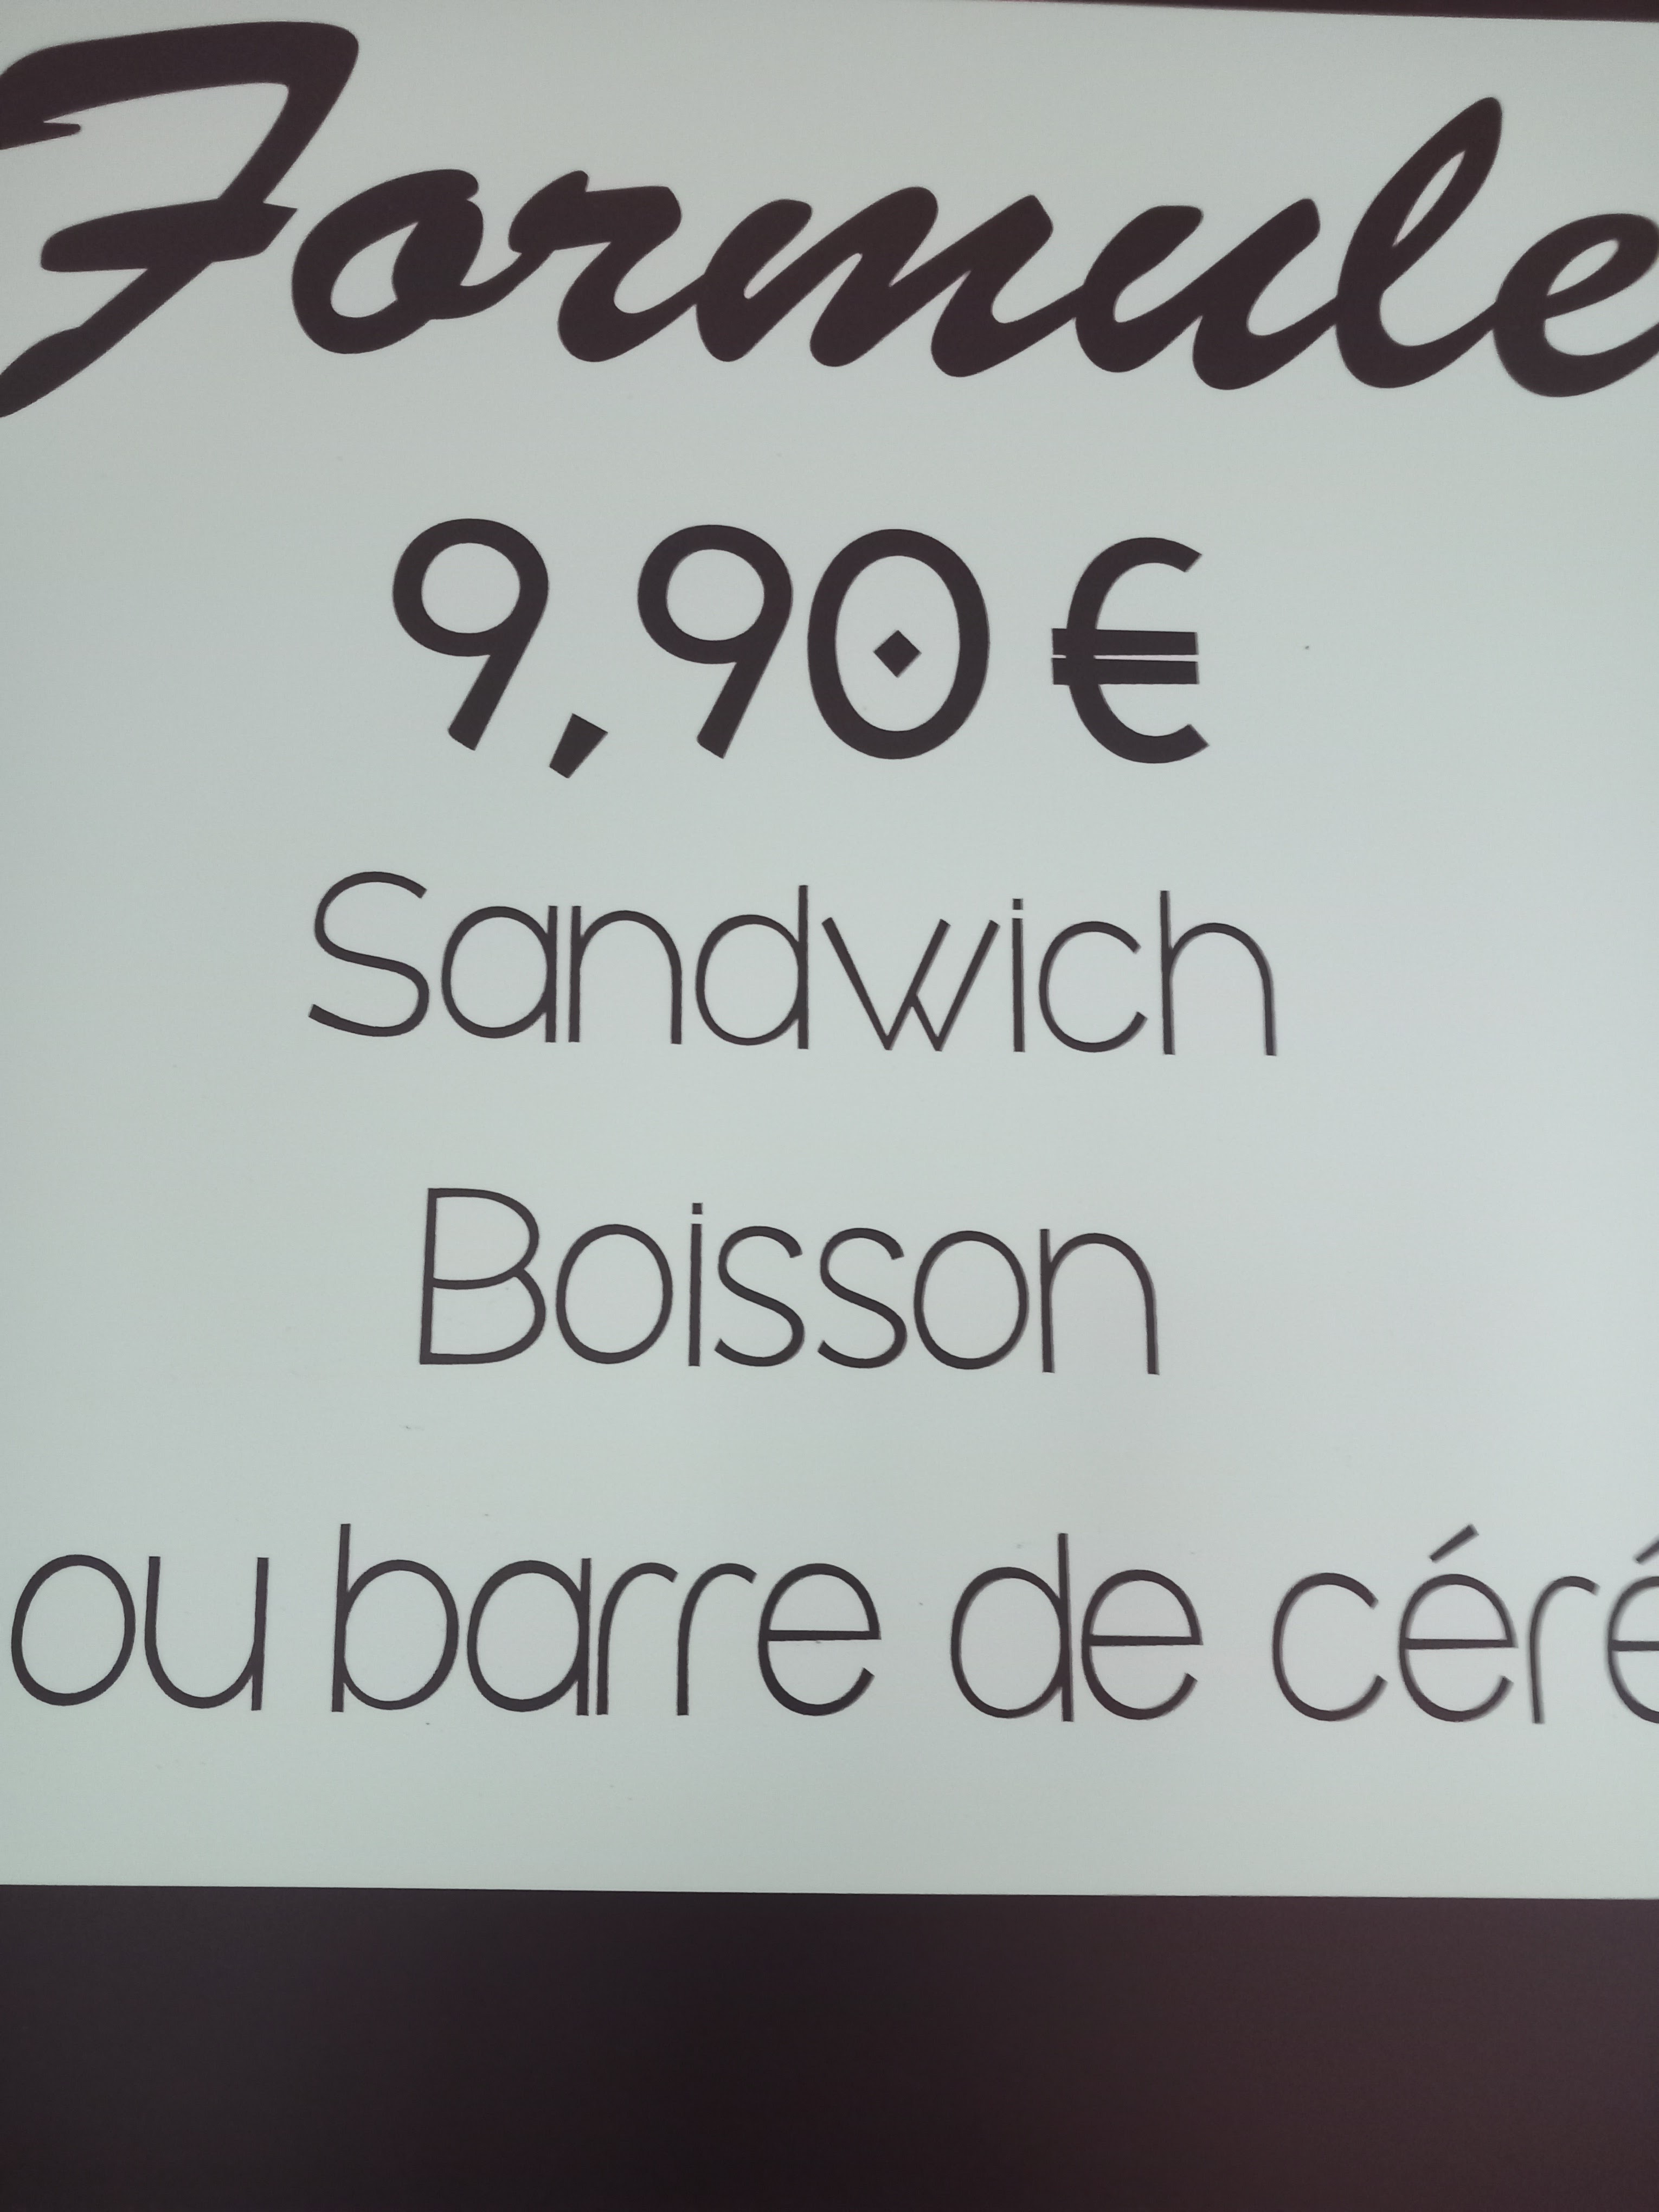 Formule
9,90 €
Sandwich
Boisson
ou barre de céré